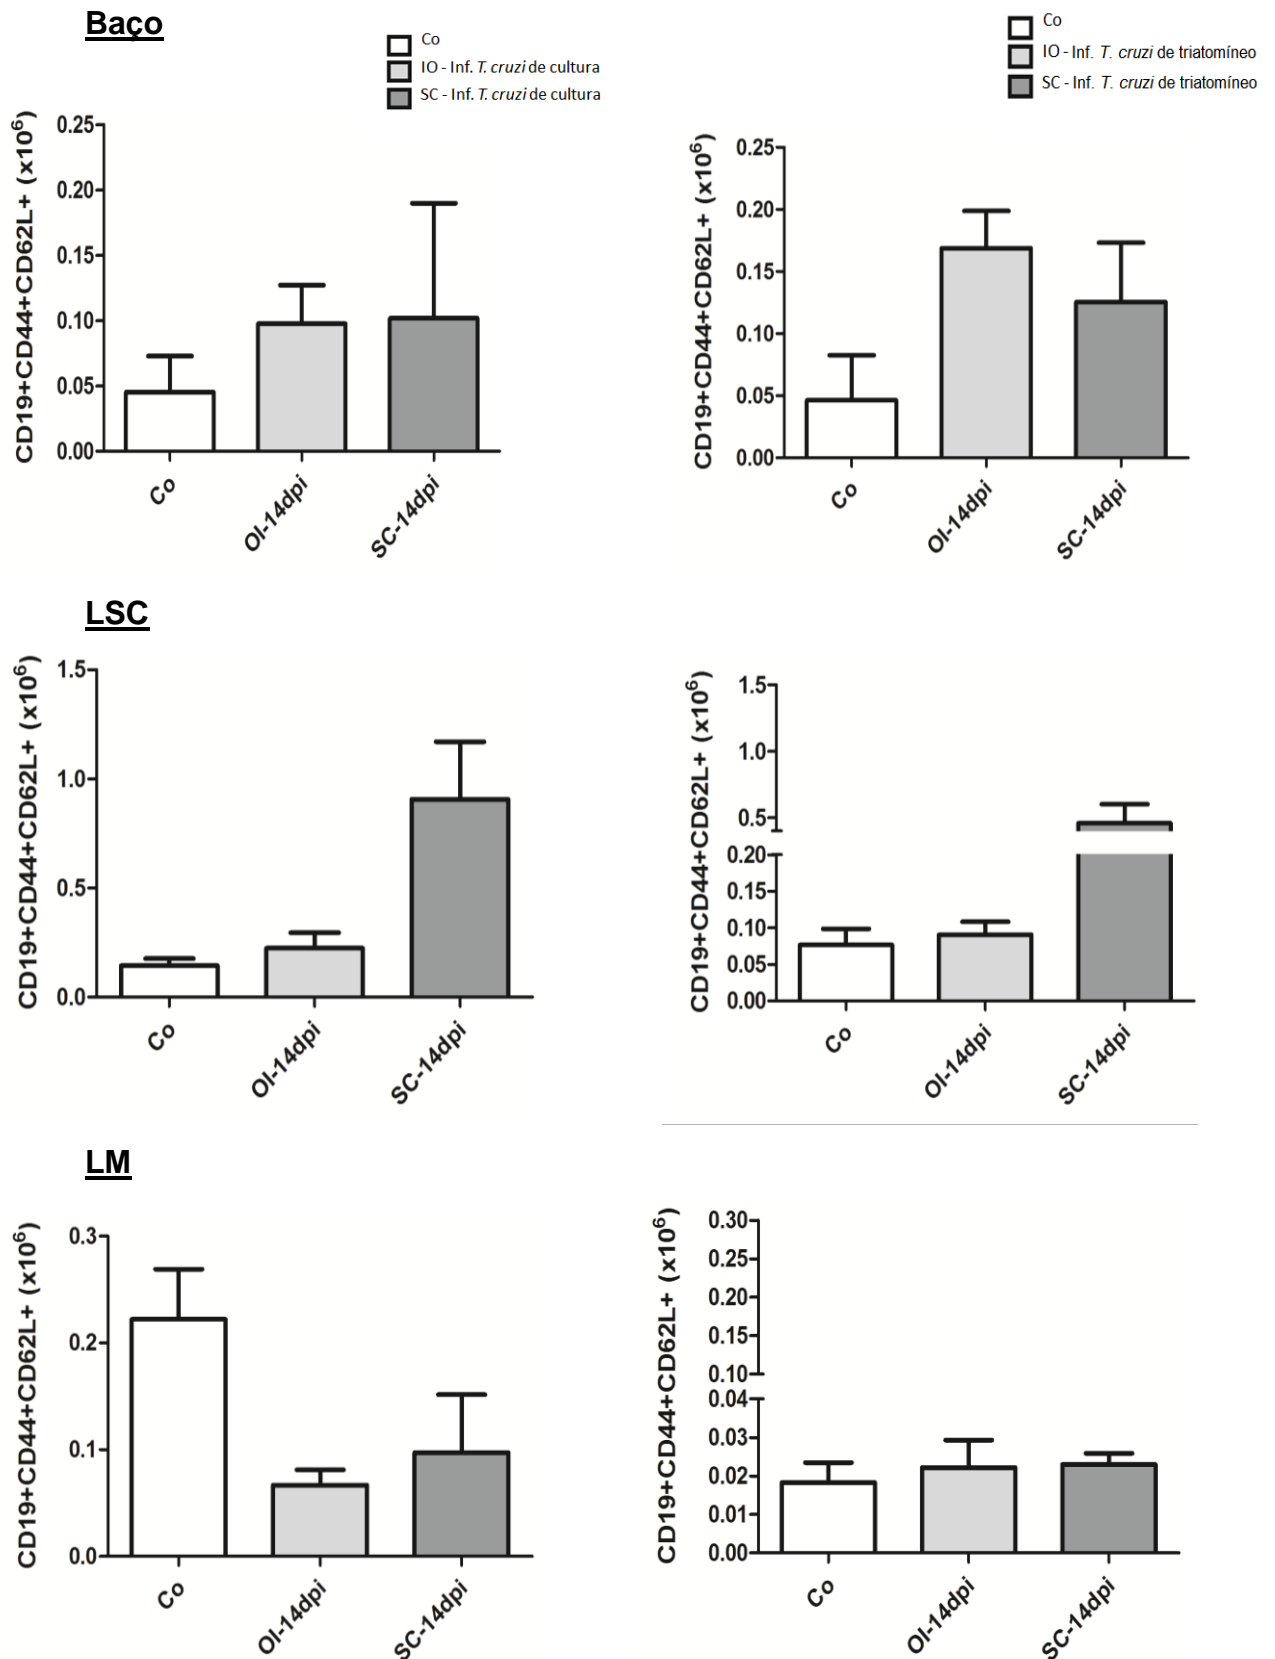 Baço
Co
IO - Inf. T. cruzi de cultura
SC - Inf. T. cruzi de cultura
Co
IO - Inf. T. cruzi de triatomíneo
SC - Inf. T. cruzi de triatomíneo
CD19+CD44+CD62L+ (x10⁶)
0.25
0.20
0.15
0.10
0.05
0.00
Co
OI-14dpi
SC-14dpi
CD19+CD44+CD62L+ (x10⁶)
0.25
0.20
0.15
0.10
0.05
0.00
Co
OI-14dpi
SC-14dpi
LSC
CD19+CD44+CD62L+ (x10⁶)
1.5
1.0
0.5
0.0
Co
OI-14dpi
SC-14dpi
CD19+CD44+CD62L+ (x10⁶)
1.5
1.0
0.5
0.20
0.15
0.10
0.05
0.00
Co
OI-14dpi
SC-14dpi
LM
CD19+CD44+CD62L+ (x10⁶)
0.3
0.2
0.1
0.0
Co
OI-14dpi
SC-14dpi
CD19+CD44+CD62L+ (x10⁶)
0.30
0.25
0.20
0.15
0.10
0.04
0.03
0.02
0.01
0.00
Co
OI-14dpi
SC-14dpi